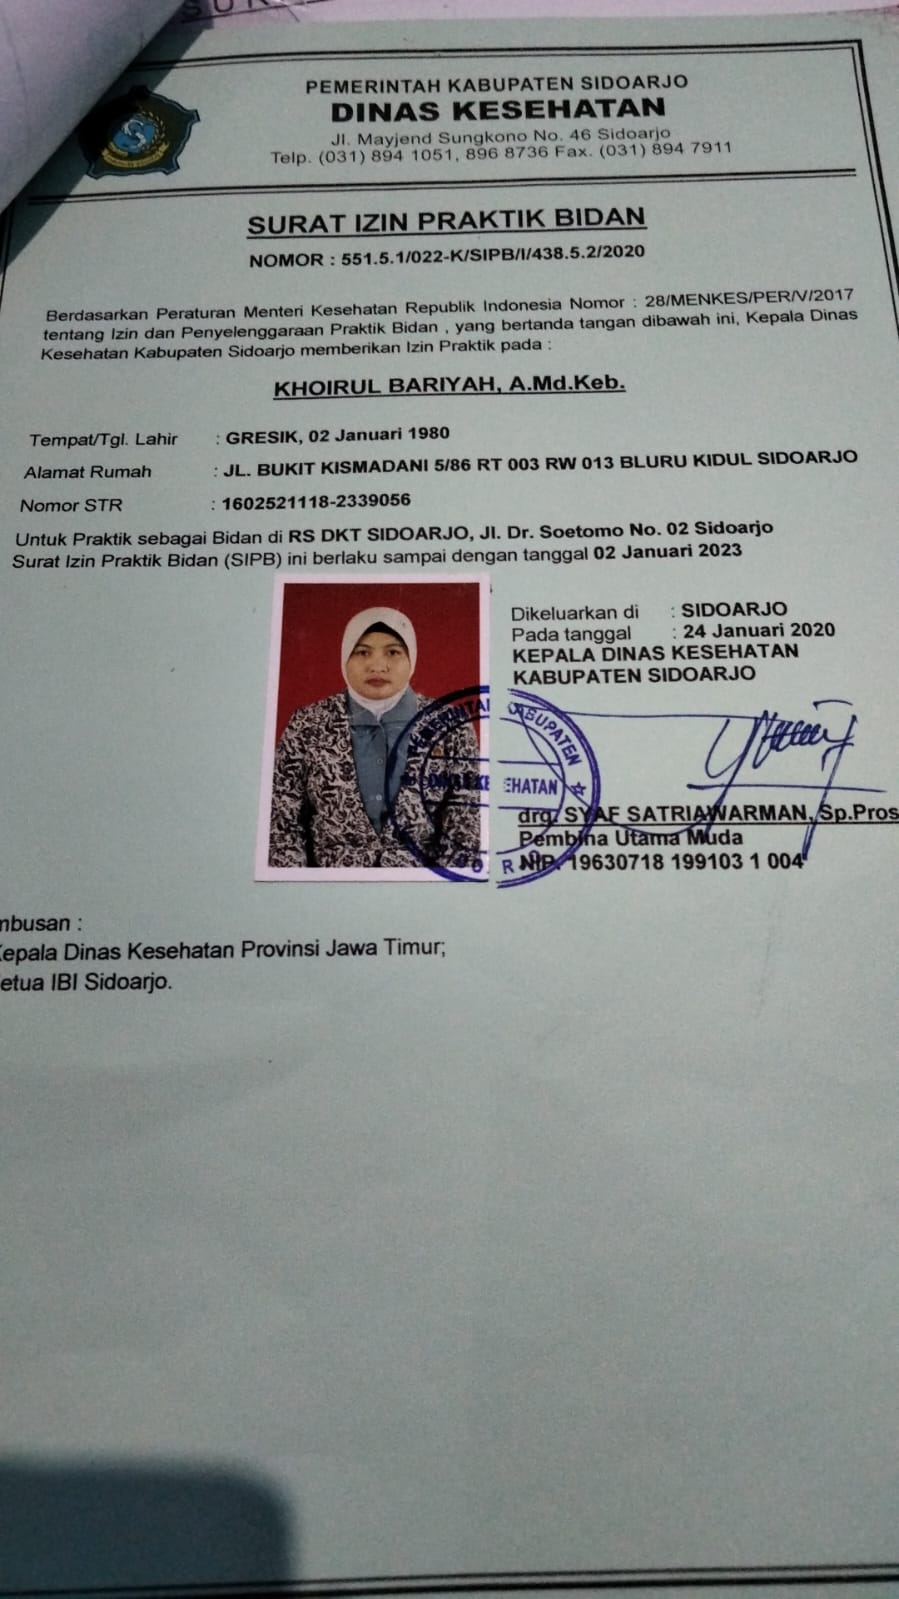 PEMERINTAH KABUPATEN SIDOARJO
DINAS KESEHATAN
Jl. Mayjend Sungkono No. 46 Sidoarjo
Telp. (031) 894 1051, 896 8736 Fax. (031) 894 7911
SURAT IZIN PRAKTIK BIDAN
NOMOR : 551.5.1/022-K/SIPB/I/438.5.2/2020
Berdasarkan Peraturan Menteri Kesehatan Republik Indonesia Nomor : 28/MENKES/PER/V/2017
tentang Izin dan Penyelenggaraan Praktik Bidan , yang bertanda tangan dibawah ini, Kepala Dinas
Kesehatan Kabupaten Sidoarjo memberikan Izin Praktik pada :
KHOIRUL BARIYAH, A.Md.Keb.
Tempat/Tgl. Lahir : GRESIK, 02 Januari 1980
Alamat Rumah : JL. BUKIT KISMADANI 5/86 RT 003 RW 013 BLURU KIDUL SIDOARJO
Nomor STR : 1602521118-2339056
Untuk Praktik sebagai Bidan di RS DKT SIDOARJO, Jl. Dr. Soetomo No. 02 Sidoarjo
Surat Izin Praktik Bidan (SIPB) ini berlaku sampai dengan tanggal 02 Januari 2023
Dikeluarkan di : SIDOARJO
Pada tanggal : 24 Januari 2020
KEPALA DINAS KESEHATAN
KABUPATEN SIDOARJO
PEMERINTAH KABUPATEN
EHATAN
drg. SYAF SATRIAWARMAN, Sp.Pros
Pembina Utama Muda
NIP. 19630718 199103 1 004
mbusan :
Kepala Dinas Kesehatan Provinsi Jawa Timur;
etua IBI Sidoarjo.